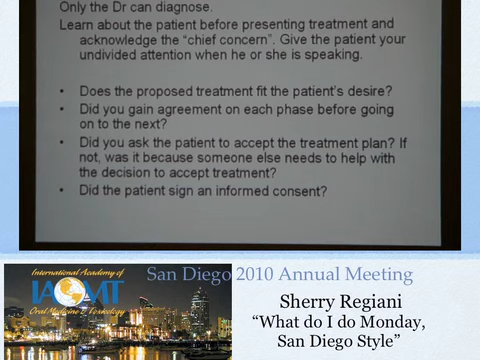 Only the Dr can diagnose.
Learn about the patient before presenting treatment and
acknowledge the “chief concern”. Give the patient your
undivided attention when he or she is speaking.
• Does the proposed treatment fit the patient’s desire?
• Did you gain agreement on each phase before going
on to the next?
• Did you ask the patient to accept the treatment plan? If
not, was it because someone else needs to help with
the decision to accept treatment?
• Did the patient sign an informed consent?
San Diego 2010 Annual Meeting
International Academy of
IAOMT
Oral Medicine & Toxicology
Sherry Regiani
“What do I do Monday,
San Diego Style”